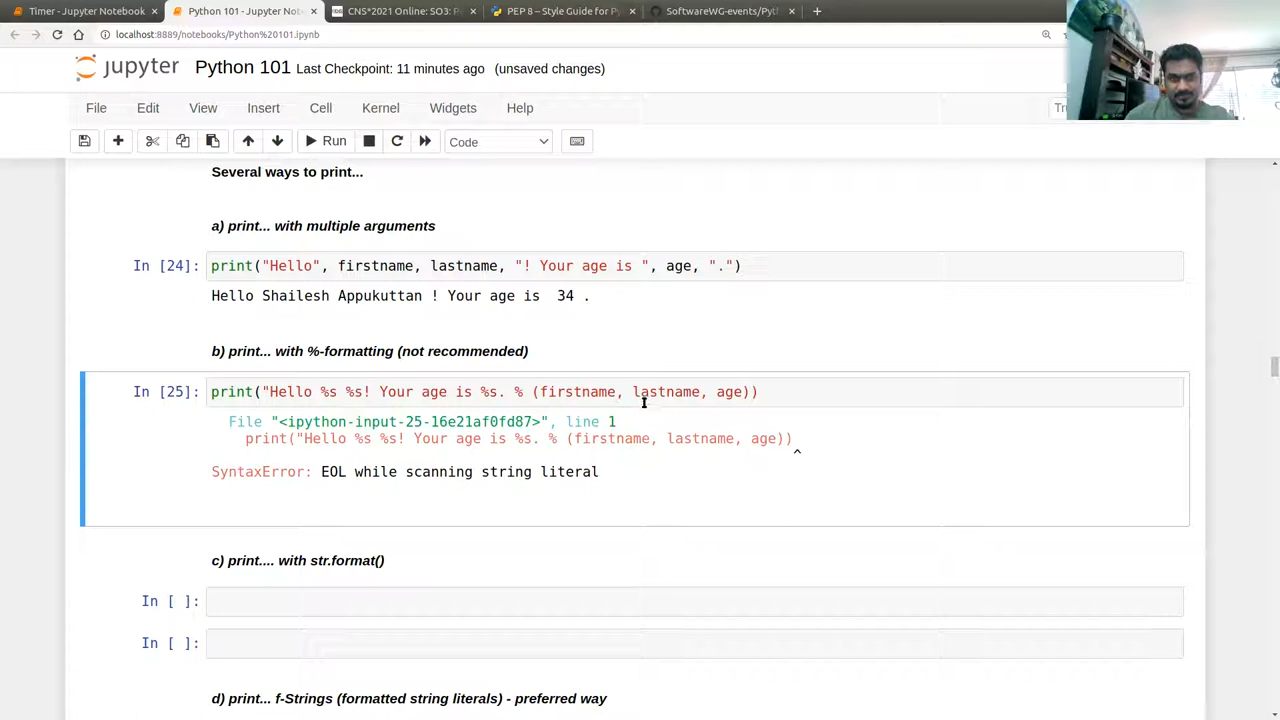 Timer - Jupyter Notebook
Python 101 - Jupyter Not
CNS*2021 Online: SO3: P
PEP 8 – Style Guide for P
SoftwareWG-events/Pyt
localhost:8889/notebooks/Python%20101.ipynb
jupyter Python 101 Last Checkpoint: 11 minutes ago (unsaved changes)
File Edit View Insert Cell Kernel Widgets Help
Run Code
Several ways to print...
a) print... with multiple arguments
In [24]: print("Hello", firstname, lastname, "! Your age is ", age, ".")
Hello Shailesh Appukuttan ! Your age is  34 .
b) print... with %-formatting (not recommended)
In [25]: print("Hello %s %s! Your age is %s. % (firstname, lastname, age))
File "<ipython-input-25-16e21af0fd87>", line 1
print("Hello %s %s! Your age is %s. % (firstname, lastname, age))
^
SyntaxError: EOL while scanning string literal
c) print.... with str.format()
In [ ]:
In [ ]:
d) print... f-Strings (formatted string literals) - preferred way